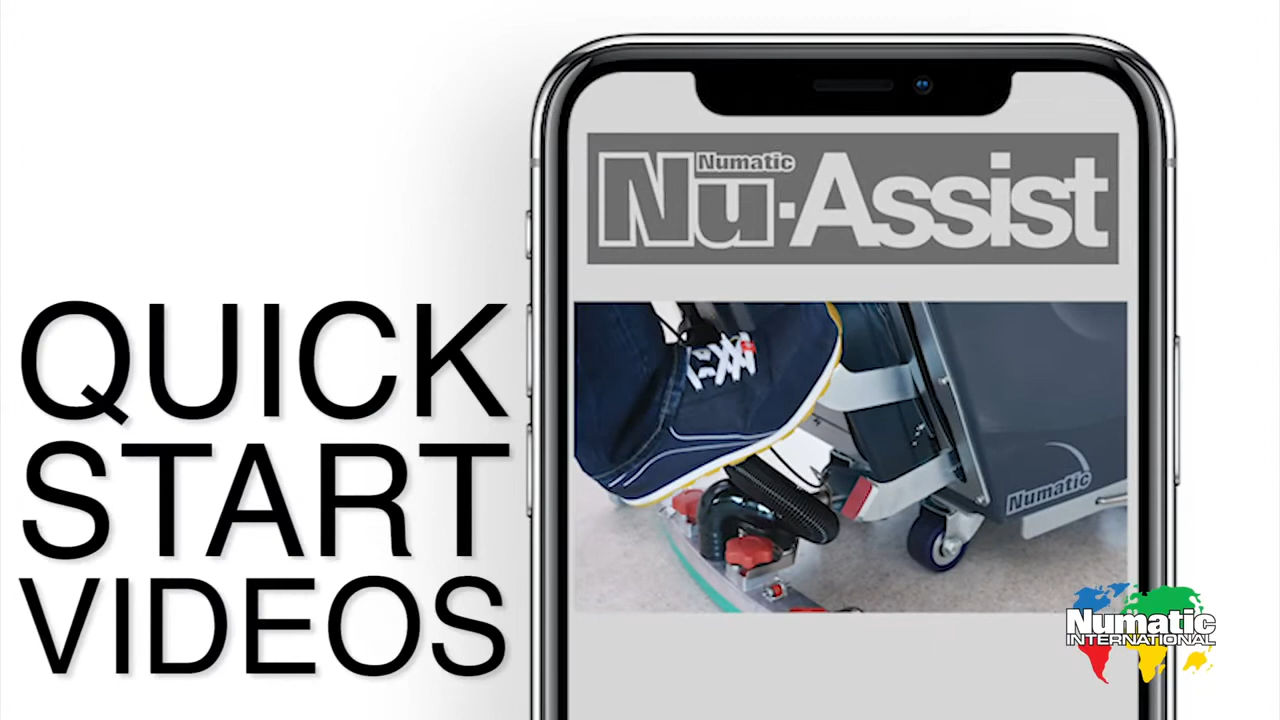 Numatic
Nu-Assist
QUICK
START
VIDEOS
Numatic
Numatic
INTERNATIONAL